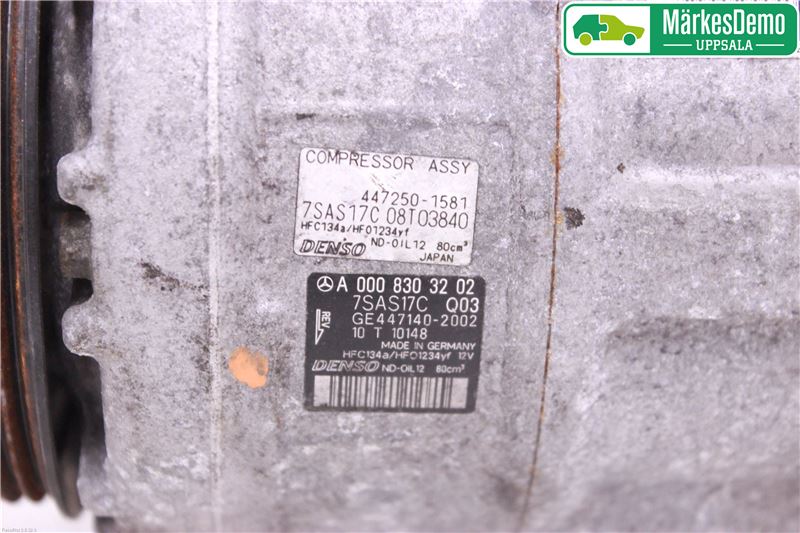 MärkesDemo
UPPSALA
COMPRESSOR ASSY
447250-1581
7SAS17C 08T03840
HFC134a/HFO1234yf
DENSO ND-OIL12 80cm³
JAPAN
A 000 830 32 02
7SAS17C Q03
REV
GE447140-2002
10 T 10148
MADE IN GERMANY
HFC134a/HFO1234yf 12V
DENSO ND-OIL12 80cm³